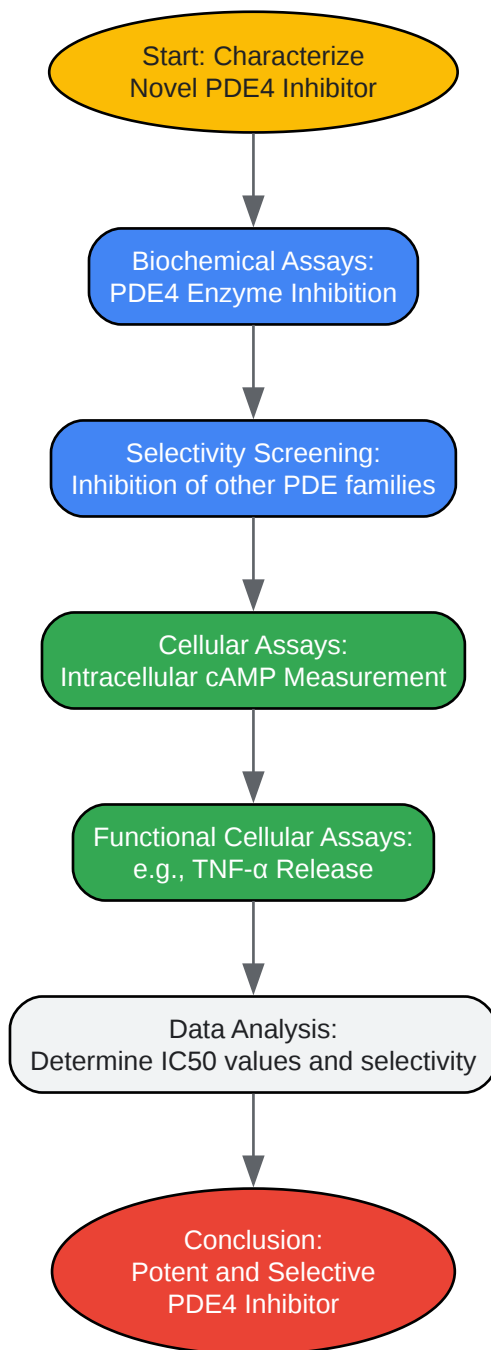 Start: Characterize
Novel PDE4 Inhibitor
Biochemical Assays:
PDE4 Enzyme Inhibition
Selectivity Screening:
Inhibition of other PDE families
Cellular Assays:
Intracellular cAMP Measurement
Functional Cellular Assays:
e.g., TNF-α Release
Data Analysis:
Determine IC50 values and selectivity
Conclusion:
Potent and Selective
PDE4 Inhibitor